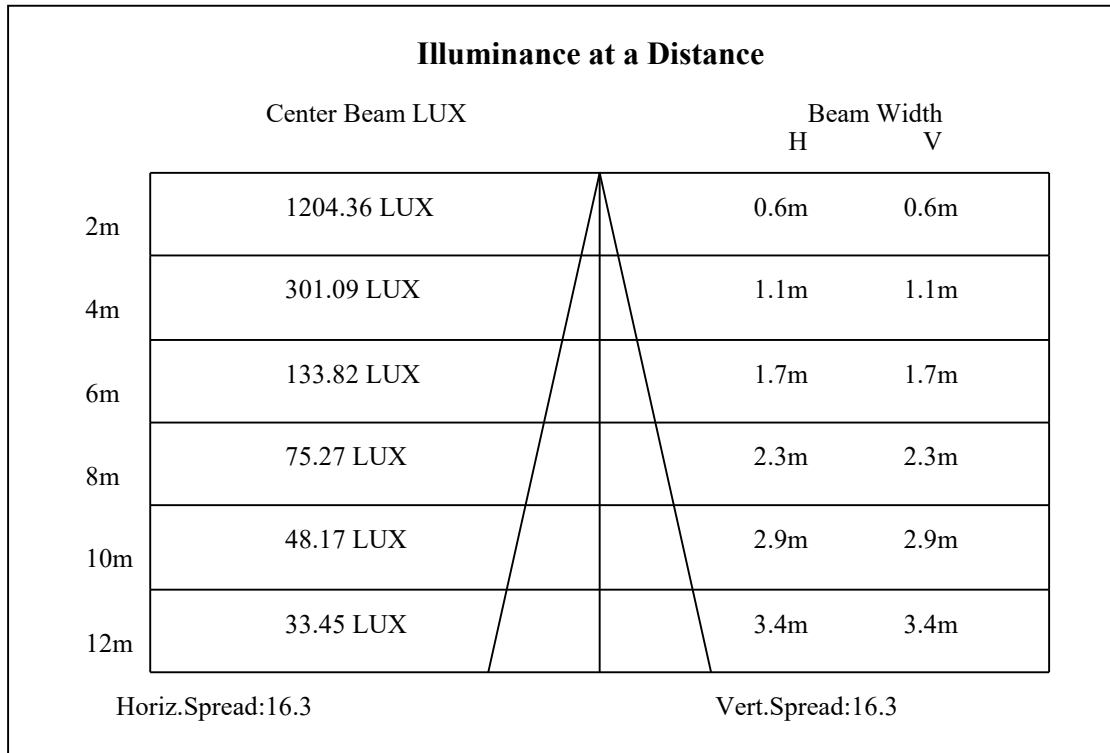 Illuminance at a Distance
Center Beam LUX Beam Width
H V
2m 1204.36 LUX 0.6m 0.6m
4m 301.09 LUX 1.1m 1.1m
6m 133.82 LUX 1.7m 1.7m
8m 75.27 LUX 2.3m 2.3m
10m 48.17 LUX 2.9m 2.9m
12m 33.45 LUX 3.4m 3.4m
Horiz.Spread:16.3 Vert.Spread:16.3